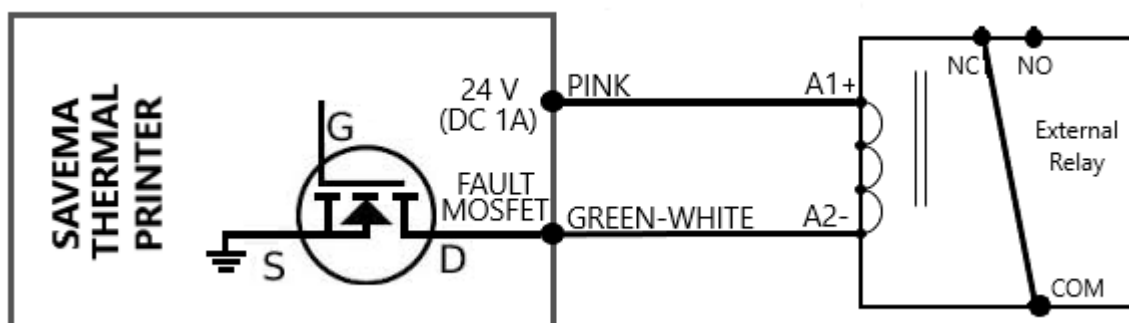 SAVEMA
THERMAL
PRINTER
G
S
D
24 V
(DC 1A)
FAULT
MOSFET
PINK
GREEN-WHITE
A1+
A2-
NC
NO
External
Relay
COM